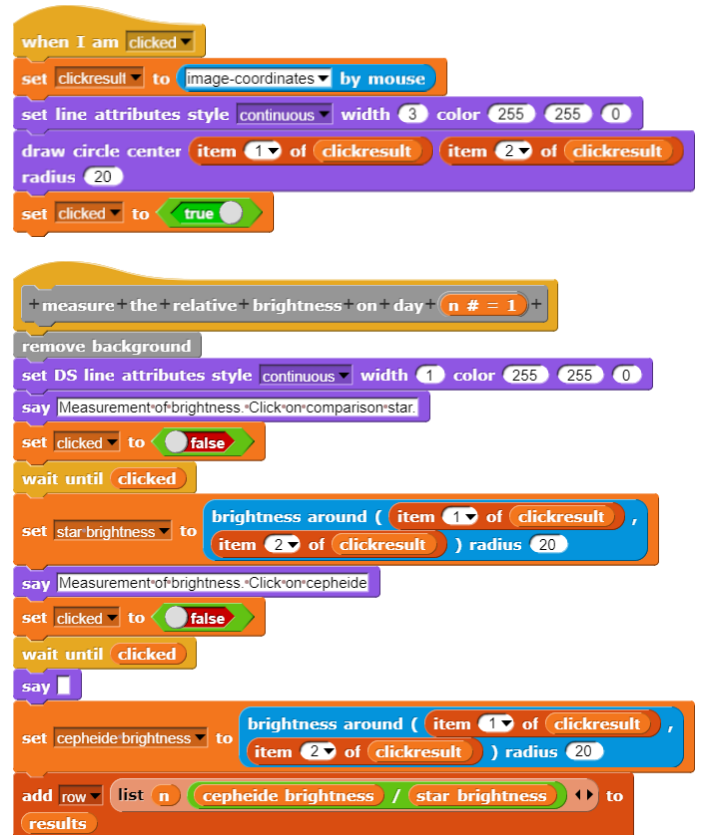 when I am clicked
set clickresult to image-coordinates by mouse
set line attributes style continuous width 3 color 255 255 0
draw circle center item 1 of clickresult item 2 of clickresult
radius 20
set clicked to true
+measure+the+relative+brightness+on+day+ n # = 1 +
remove background
set DS line attributes style continuous width 1 color 255 255 0
say Measurement·of·brightness.·Click·on·comparison·star.
set clicked to false
wait until clicked
set star brightness to brightness around ( item 1 of clickresult ,
item 2 of clickresult ) radius 20
say Measurement·of·brightness.·Click·on·cepheide
set clicked to false
wait until clicked
say
set cepheide brightness to brightness around ( item 1 of clickresult ,
item 2 of clickresult ) radius 20
add row list n cepheide brightness / star brightness to
results